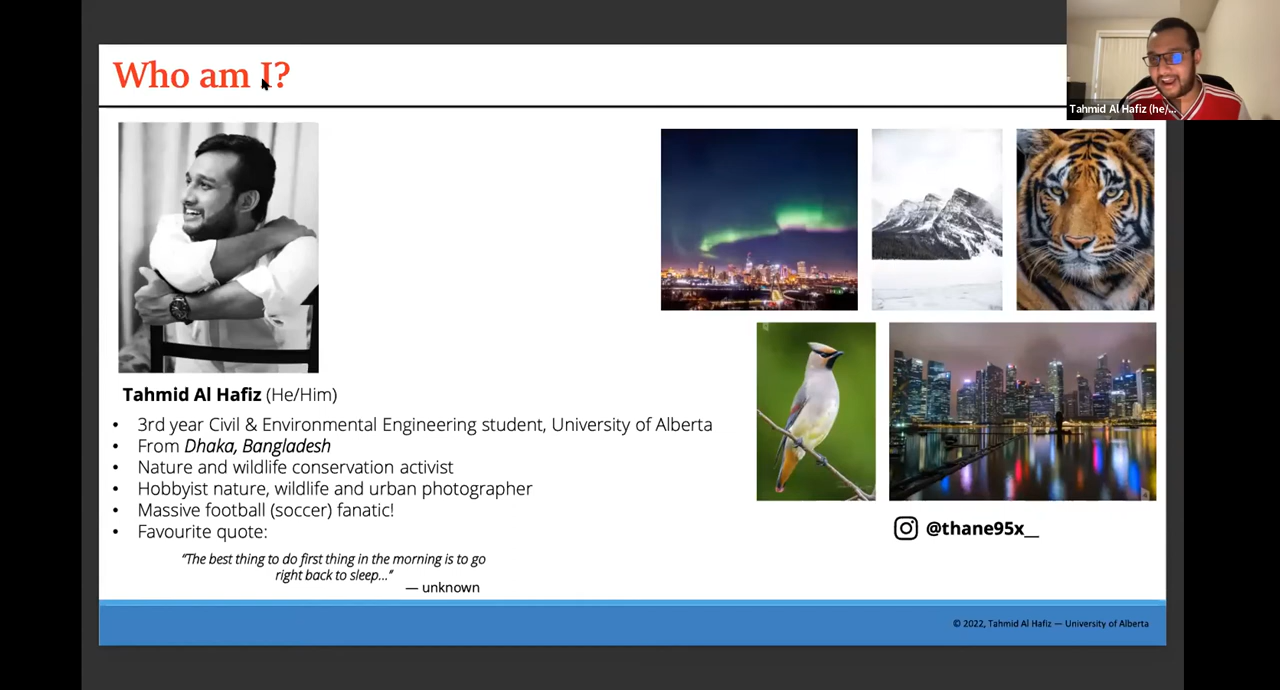 Who am I?
Tahmid Al Hafiz (he/...
Tahmid Al Hafiz (He/Him)
• 3rd year Civil & Environmental Engineering student, University of Alberta
• From Dhaka, Bangladesh
• Nature and wildlife conservation activist
• Hobbyist nature, wildlife and urban photographer
• Massive football (soccer) fanatic!
• Favourite quote:
“The best thing to do first thing in the morning is to go
right back to sleep...”
— unknown
@thane95x__
© 2022, Tahmid Al Hafiz — University of Alberta